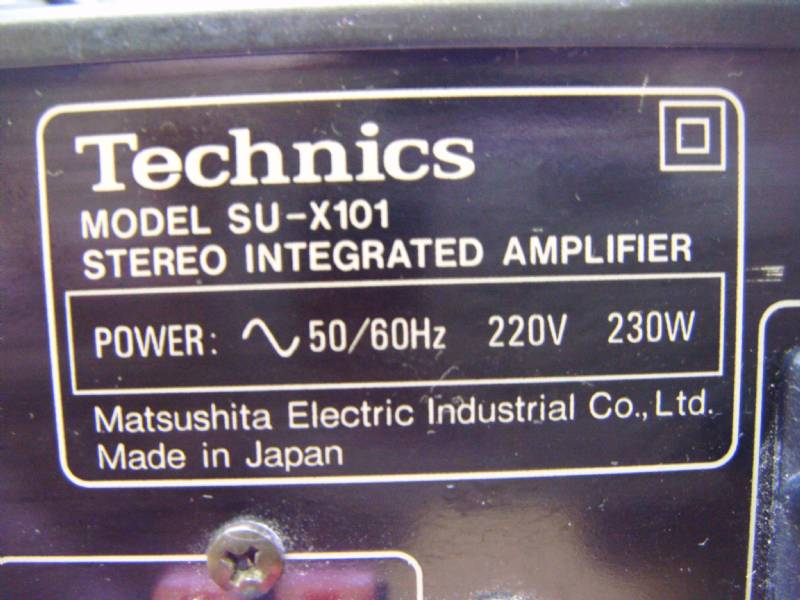 Technics
MODEL SU-X101
STEREO INTEGRATED AMPLIFIER
POWER: ∿ 50/60Hz 220V 230W
Matsushita Electric Industrial Co., Ltd.
Made in Japan